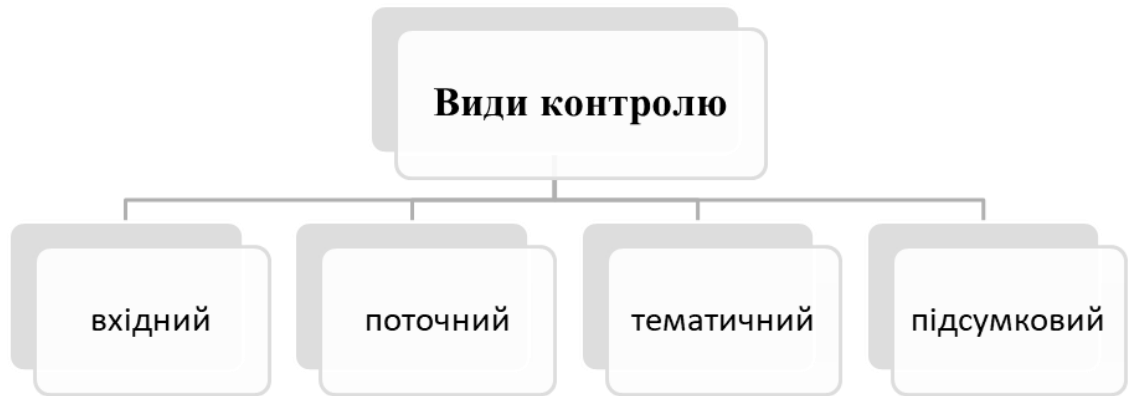 Види контролю
вхідний
поточний
тематичний
підсумковий